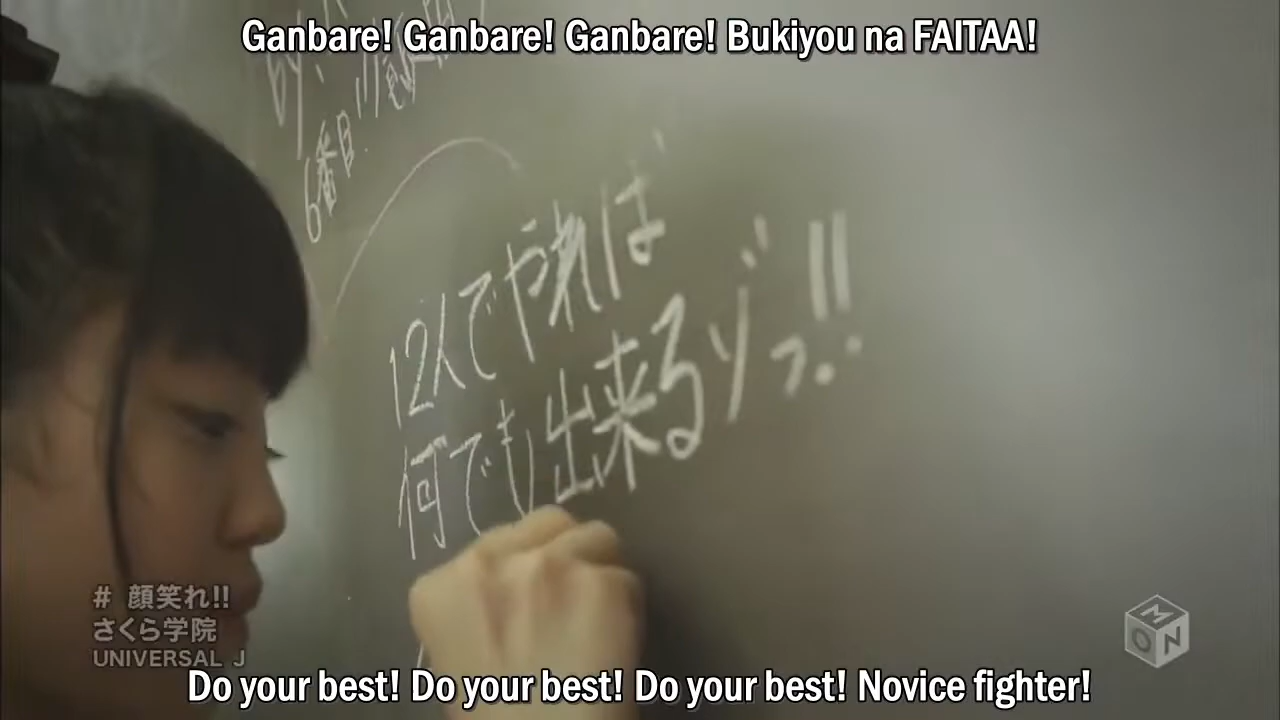 Ganbare! Ganbare! Ganbare! Bukiyou na FAITAA!
by:
6番目!
12人でやれば
何でも出来るゾっ!!
# 顔笑れ!!
さくら学院
UNIVERSAL J
M
O N
Do your best! Do your best! Do your best! Novice fighter!